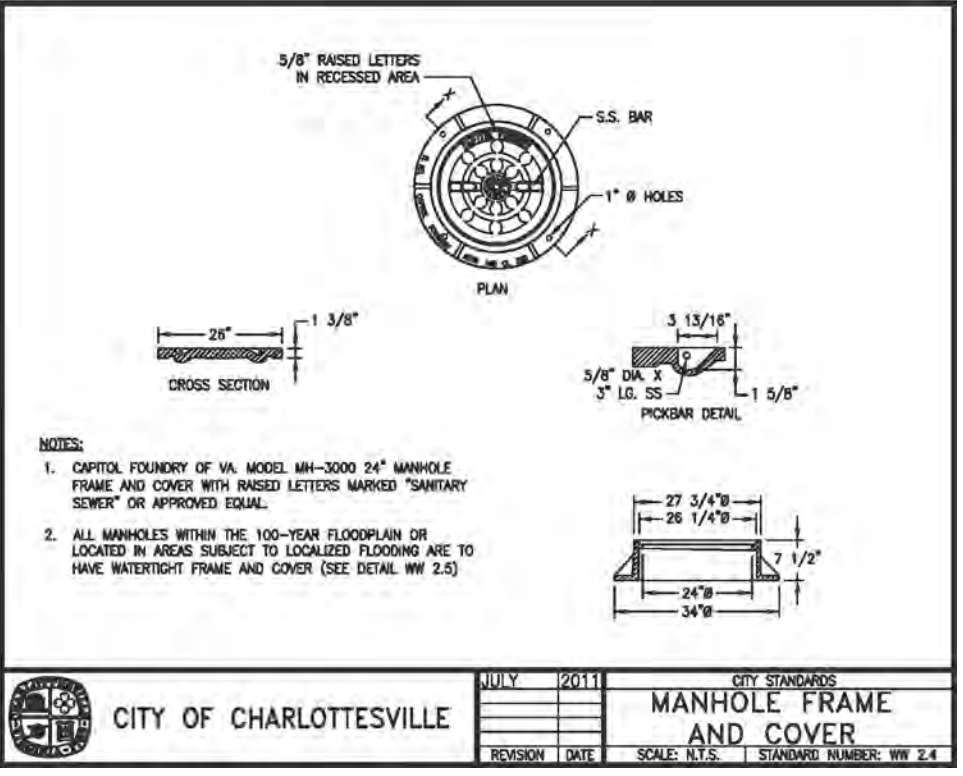 5/8" RAISED LETTERS
IN RECESSED AREA
X
S.S. BAR
1" Ø HOLES
X
PLAN
26"
1 3/8"
CROSS SECTION
3 13/16"
5/8" DIA. X
3" LG. SS
1 5/8"
PICKBAR DETAIL
NOTES:
1. CAPITOL FOUNDRY OF VA. MODEL MH-3000 24" MANHOLE
FRAME AND COVER WITH RAISED LETTERS MARKED "SANITARY
SEWER" OR APPROVED EQUAL.
2. ALL MANHOLES WITHIN THE 100-YEAR FLOODPLAIN OR
LOCATED IN AREAS SUBJECT TO LOCALIZED FLOODING ARE TO
HAVE WATERTIGHT FRAME AND COVER (SEE DETAIL WW 2.5)
27 3/4"Ø
26 1/4"Ø
7 1/2"
24"Ø
34"Ø
CITY OF CHARLOTTESVILLE
JULY 2011
REVISION DATE
CITY STANDARDS
MANHOLE FRAME
AND COVER
SCALE: N.T.S. STANDARD NUMBER: WW 2.4